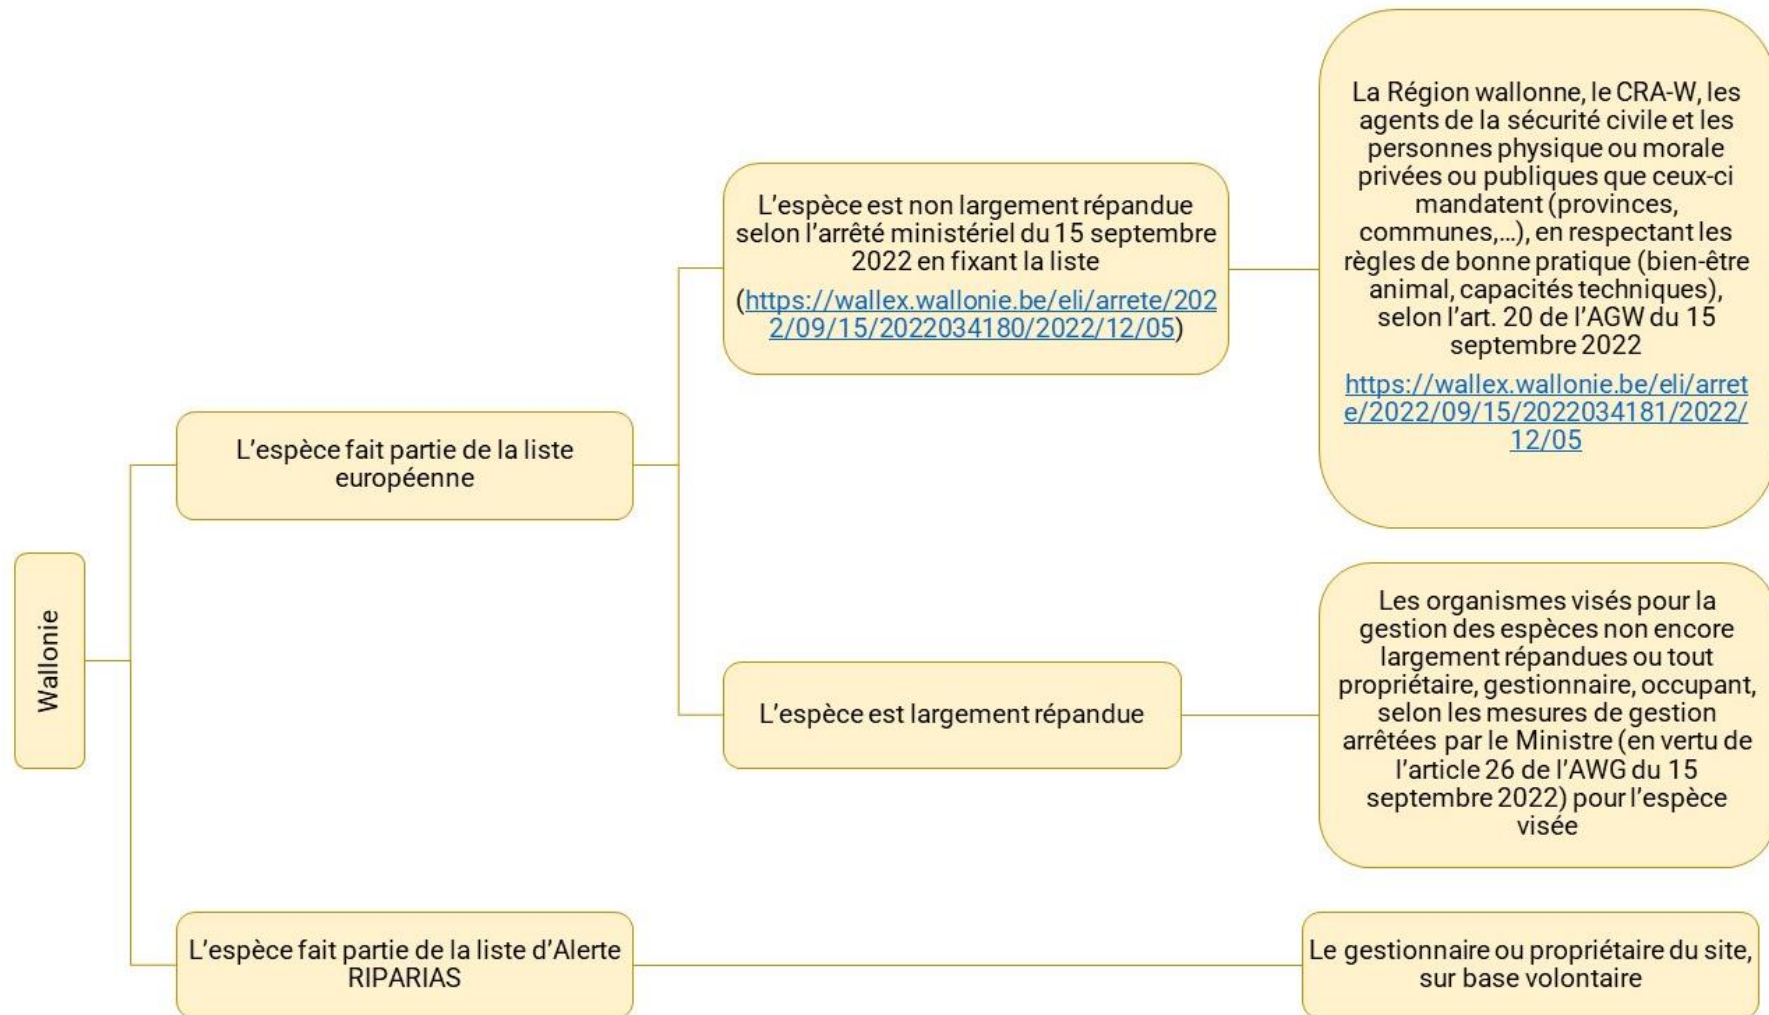 Wallonie
L'espèce fait partie de la liste
européenne
L'espèce est non largement répandue
selon l'arrêté ministériel du 15 septembre
2022 en fixant la liste
(https://wallex.wallonie.be/eli/arrete/202
2/09/15/2022034180/2022/12/05)
La Région wallonne, le CRA-W, les
agents de la sécurité civile et les
personnes physique ou morale
privées ou publiques que ceux-ci
mandatent (provinces,
communes,...), en respectant les
règles de bonne pratique (bien-être
animal, capacités techniques),
selon l'art. 20 de l'AGW du 15
septembre 2022
https://wallex.wallonie.be/eli/arret
e/2022/09/15/2022034181/2022/
12/05
L'espèce est largement répandue
Les organismes visés pour la
gestion des espèces non encore
largement répandues ou tout
propriétaire, gestionnaire, occupant,
selon les mesures de gestion
arrêtées par le Ministre (en vertu de
l'article 26 de l'AWG du 15
septembre 2022) pour l'espèce
visée
L'espèce fait partie de la liste d'Alerte
RIPARIAS
Le gestionnaire ou propriétaire du site,
sur base volontaire